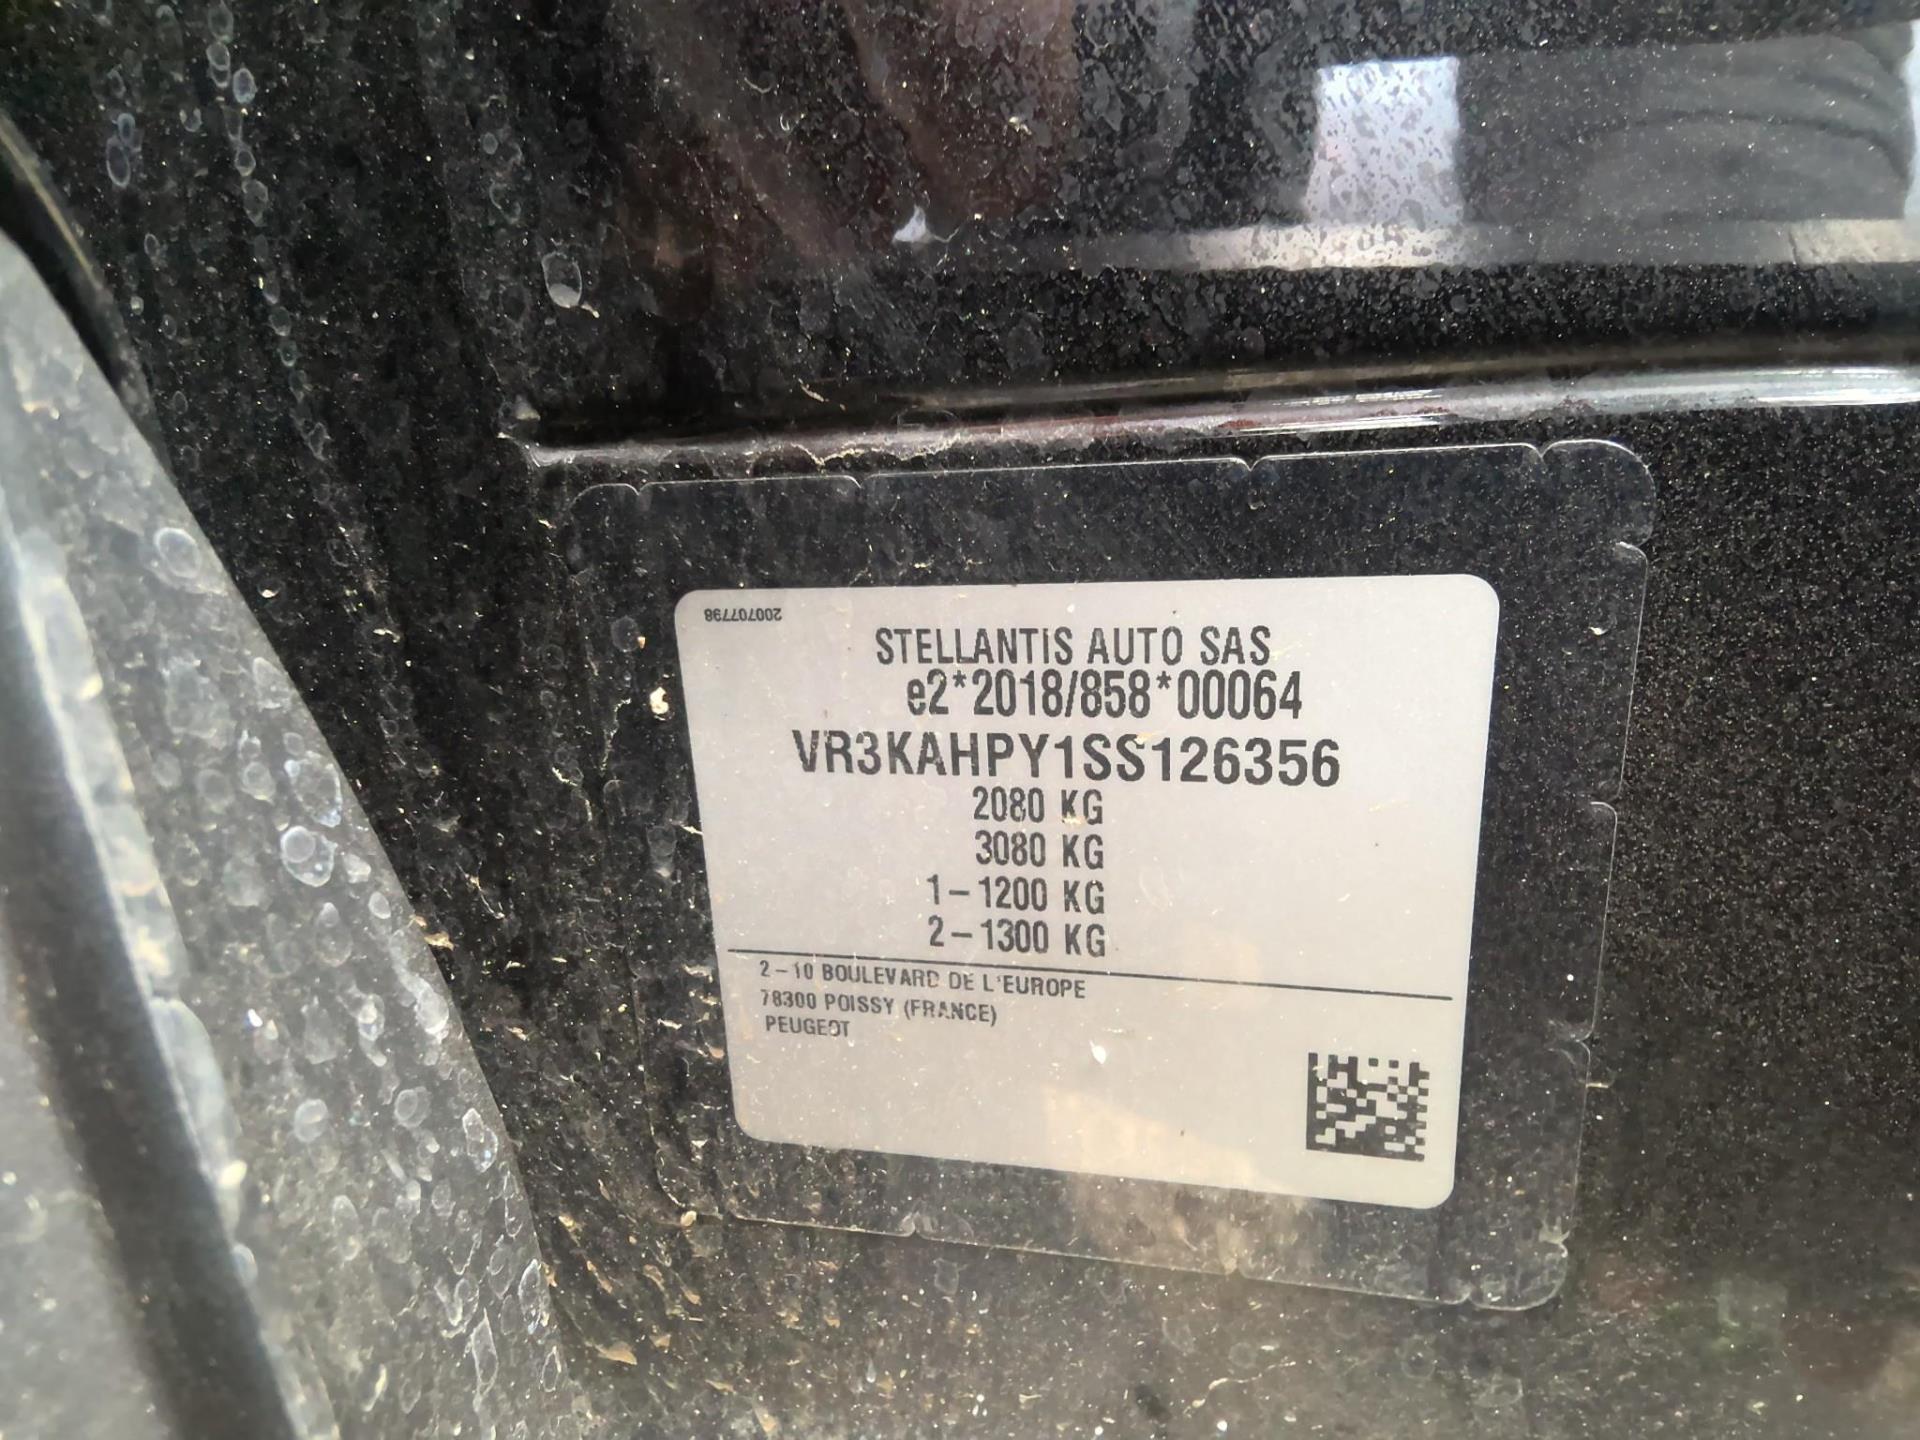 200707798
STELLANTIS AUTO SAS
e2*2018/858*00064
VR3KAHPY1SS126356
2080 KG
3080 KG
1-1200 KG
2-1300 KG
2-10 BOULEVARD DE L'EUROPE
78300 POISSY (FRANCE)
PEUGEOT